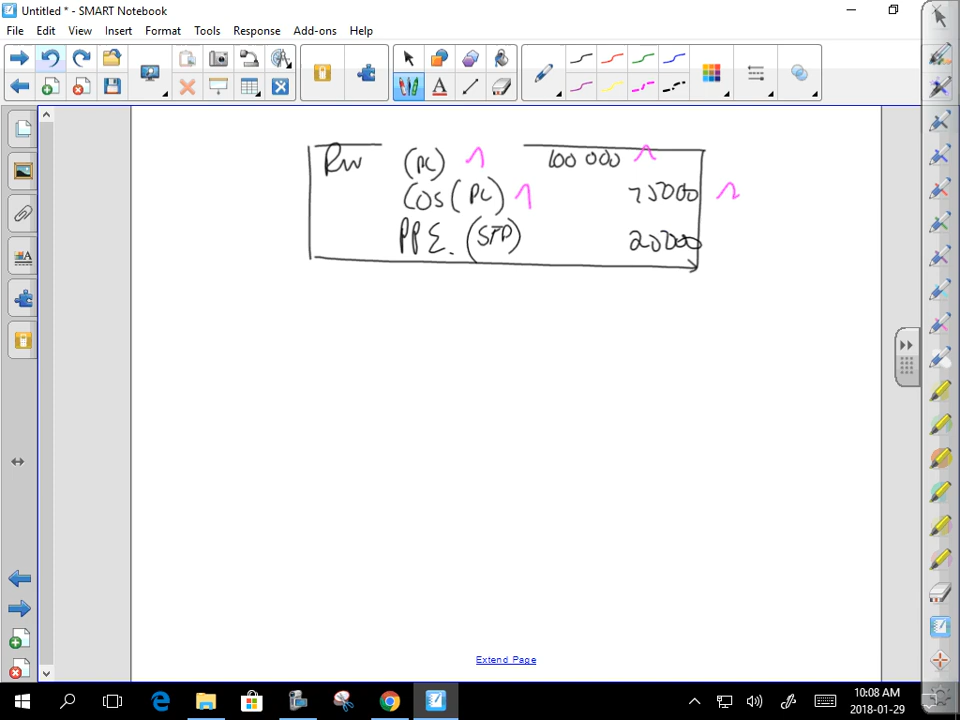 Untitled * - SMART Notebook
File Edit View Insert Format Tools Response Add-ons Help
(PL) 100 000
COS (PL) 75000
PPE. (SFP) 20000
Extend Page
10:08 AM
2018-01-29